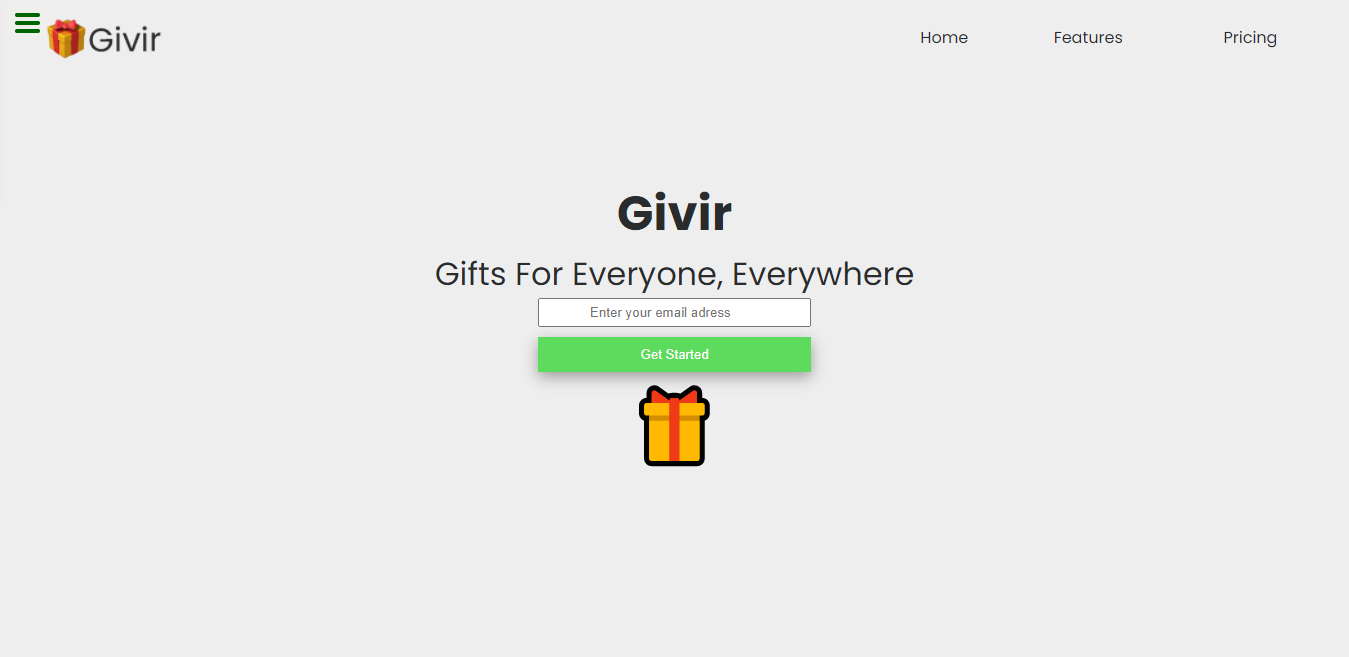 Givir
Home Features Pricing
Givir
Gifts For Everyone, Everywhere
Enter your email adress
Get Started